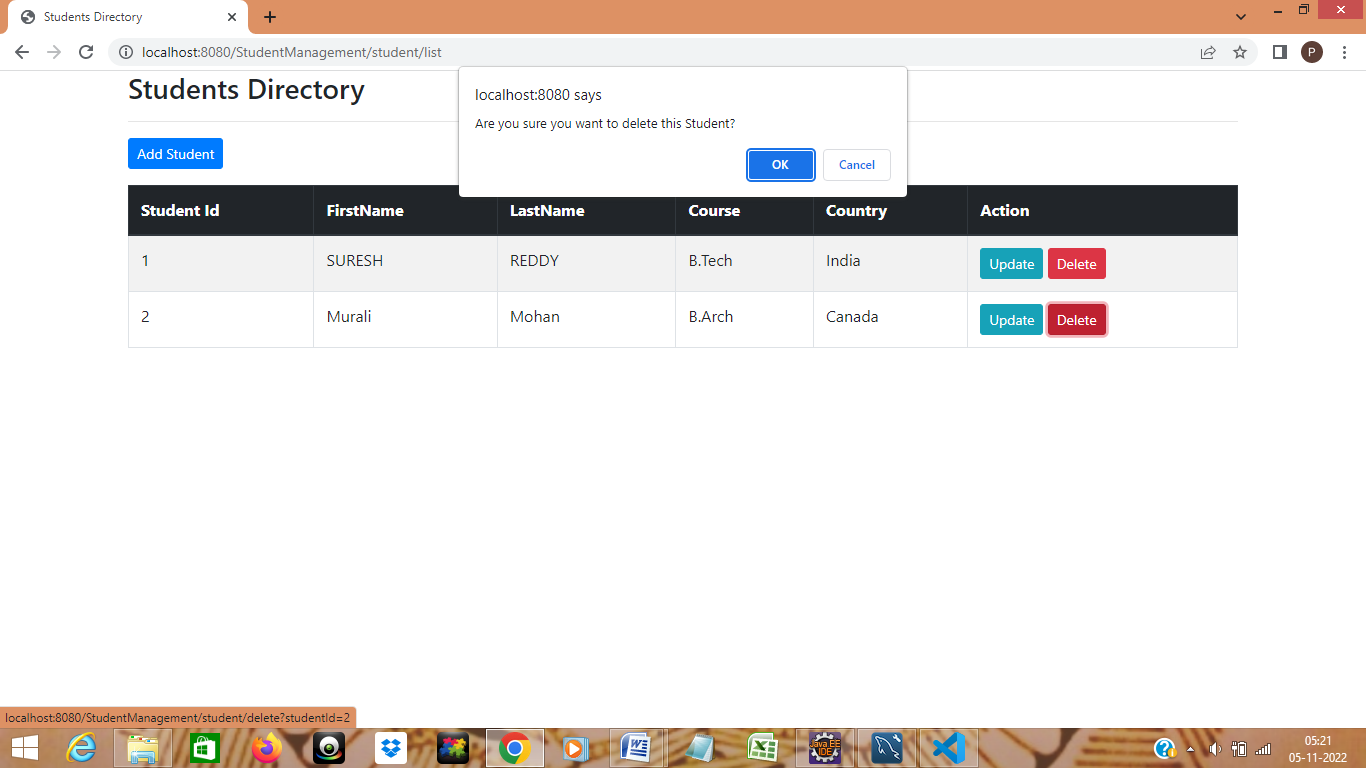 Students Directory
localhost:8080/StudentManagement/student/list
P
Students Directory
localhost:8080 says
Are you sure you want to delete this Student?
OK Cancel
Add Student
Student Id FirstName LastName Course Country Action
1 SURESH REDDY B.Tech India Update Delete
2 Murali Mohan B.Arch Canada Update Delete
localhost:8080/StudentManagement/student/delete?studentId=2
Java EE
IDE
05:21
05-11-2022